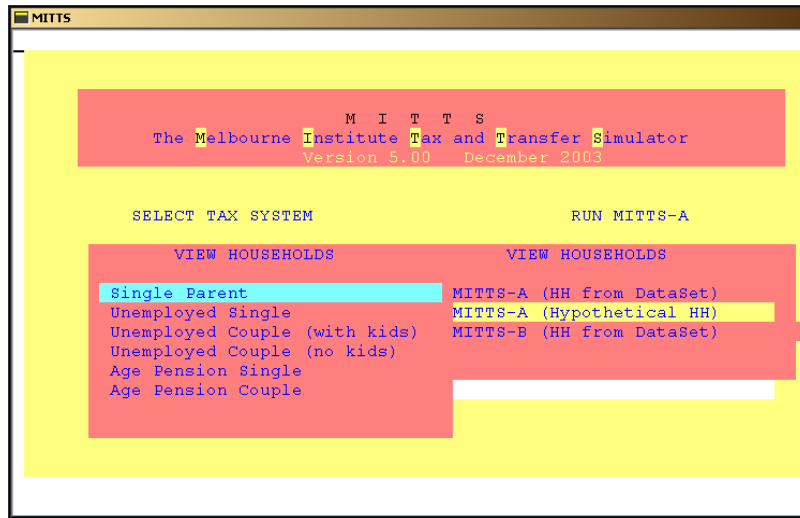 MITTS
M I T T S
The Melbourne Institute Tax and Transfer Simulator
Version 5.00 December 2003
SELECT TAX SYSTEM
RUN MITTS-A
VIEW HOUSEHOLDS
Single Parent
Unemployed Single
Unemployed Couple (with kids)
Unemployed Couple (no kids)
Age Pension Single
Age Pension Couple
VIEW HOUSEHOLDS
MITTS-A (HH from DataSet)
MITTS-A (Hypothetical HH)
MITTS-B (HH from DataSet)